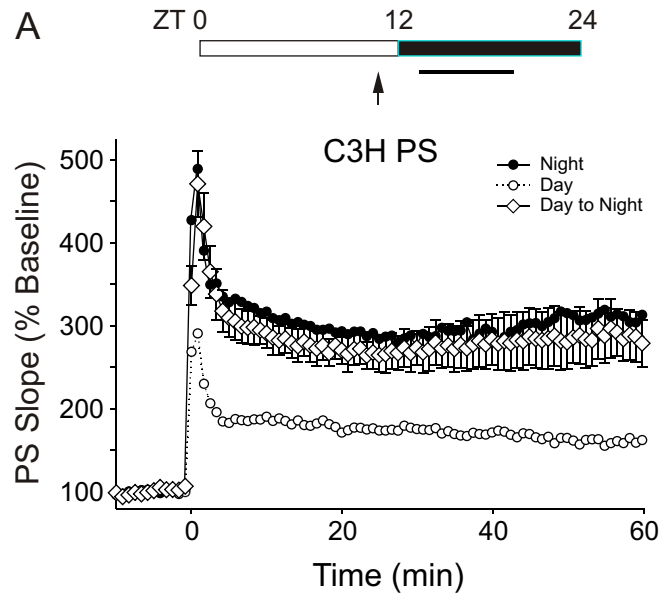 A
ZT 0 12 24
C3H PS
Night
Day
Day to Night
PS Slope (% Baseline)
500
400
300
200
100
0 20 40 60
Time (min)